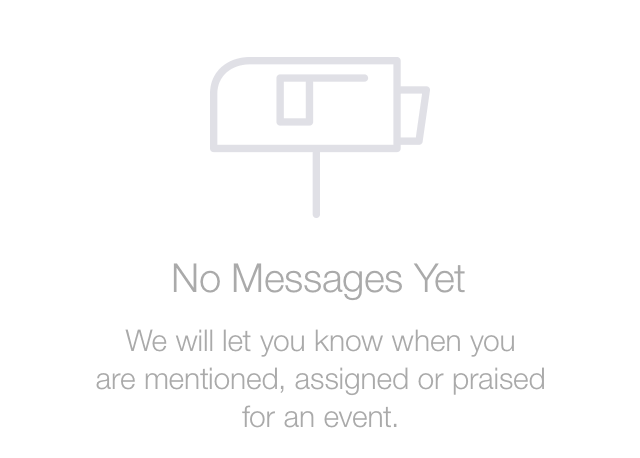 No Messages Yet
We will let you know when you
are mentioned, assigned or praised
for an event.